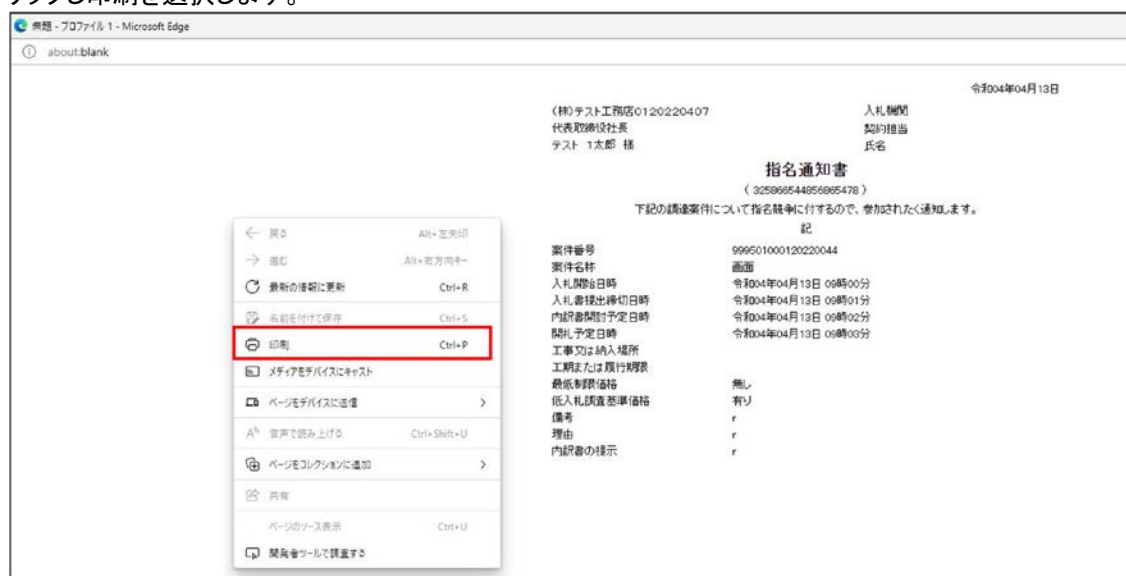 リックし印刷を選択します。
無題 - プロファイル 1 - Microsoft Edge
about:blank
令和004年04月13日
(株)テスト工務店0120220407 入札機関
代表取締役社長 契約担当
テスト 1太郎 様 氏名
指名通知書
( 325866544856865478 )
下記の調達案件について指名競争に付するので、参加されたく通知します。
記
案件番号 999501000120220044
案件名称 画面
入札開始日時 令和004年04月13日 09時00分
入札書提出締切日時 令和004年04月13日 09時01分
内訳書開封予定日時 令和004年04月13日 09時02分
開札予定日時 令和004年04月13日 09時03分
工事又は納入場所
工期または履行期限
最低制限価格 無し
低入札調査基準価格 有り
備考 r
理由 r
内訳書の提示 r
戻る Alt+左矢印
進む Alt+右方向キー
最新の情報に更新 Ctrl+R
名前を付けて保存 Ctrl+S
印刷 Ctrl+P
メディアをデバイスにキャスト
ページをデバイスに送信
音声で読み上げる Ctrl+Shift+U
ページをコレクションに追加
共有
ページのソース表示 Ctrl+U
開発者ツールで調査する